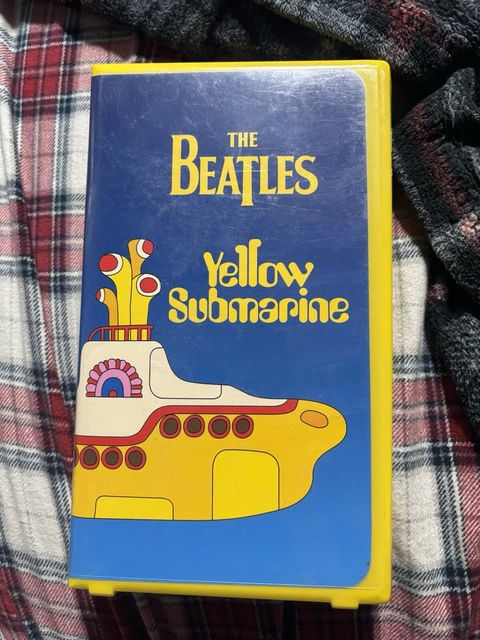 THE
BEATLES
Yellow
Submarine